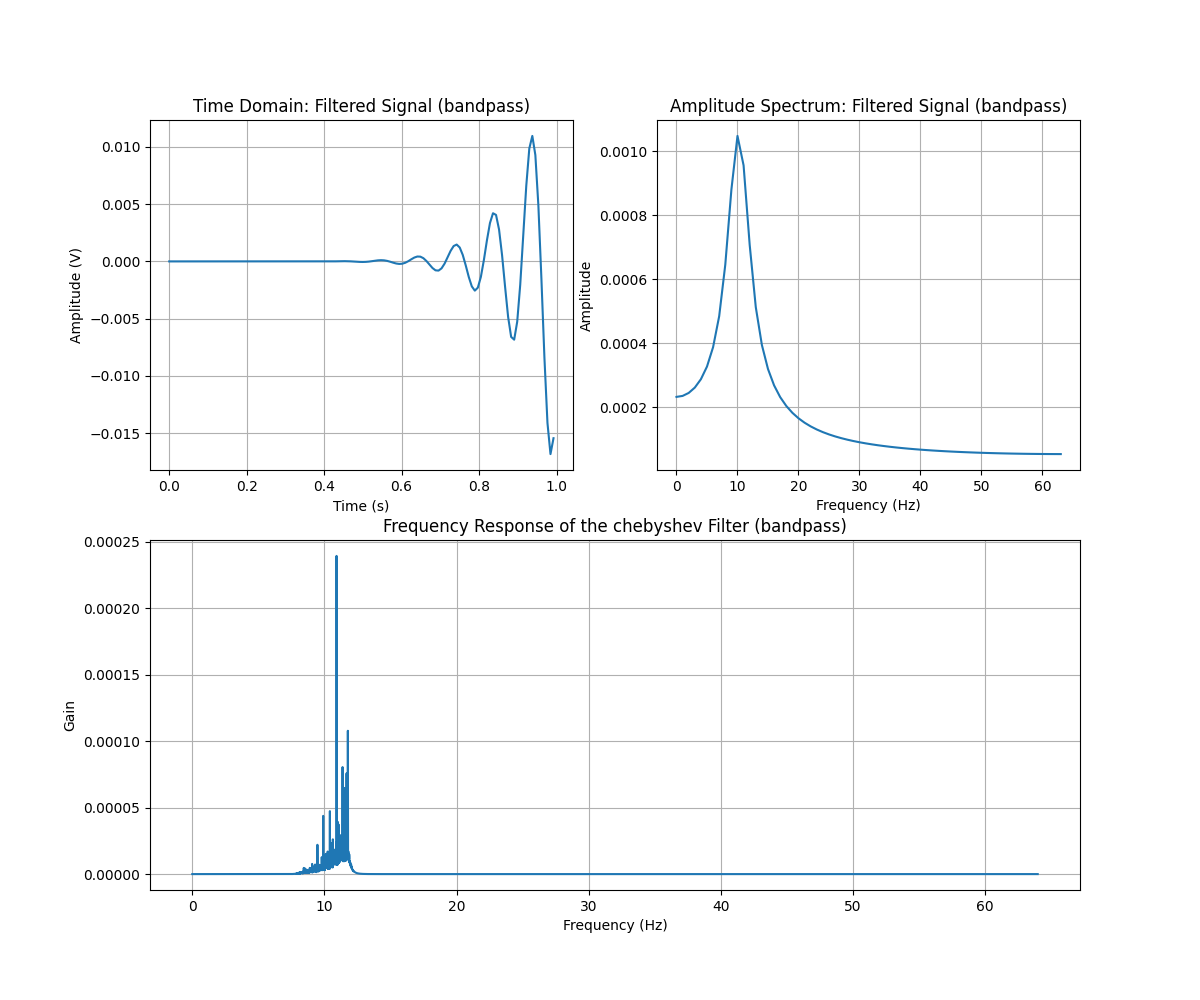 Time Domain: Filtered Signal (bandpass)
Amplitude (V)
0.010
0.005
0.000
−0.005
−0.010
−0.015
0.0 0.2 0.4 0.6 0.8 1.0
Time (s)
Amplitude Spectrum: Filtered Signal (bandpass)
Amplitude
0.0010
0.0008
0.0006
0.0004
0.0002
0 10 20 30 40 50 60
Frequency (Hz)
Frequency Response of the chebyshev Filter (bandpass)
Gain
0.00025
0.00020
0.00015
0.00010
0.00005
0.00000
0 10 20 30 40 50 60
Frequency (Hz)